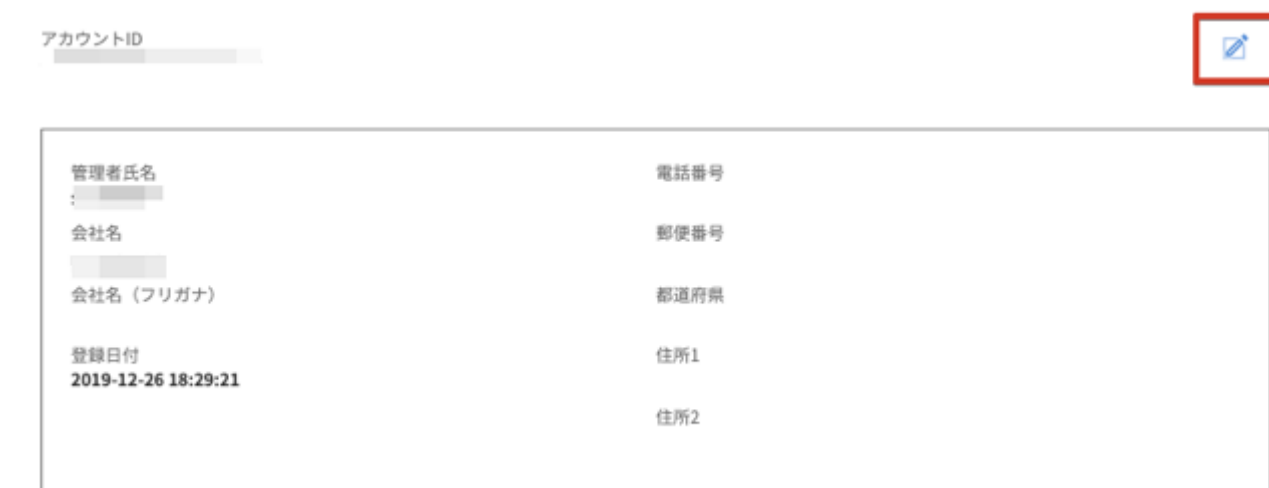 アカウントID
管理者氏名
会社名
会社名（フリガナ）
登録日付
2019-12-26 18:29:21
電話番号
郵便番号
都道府県
住所1
住所2